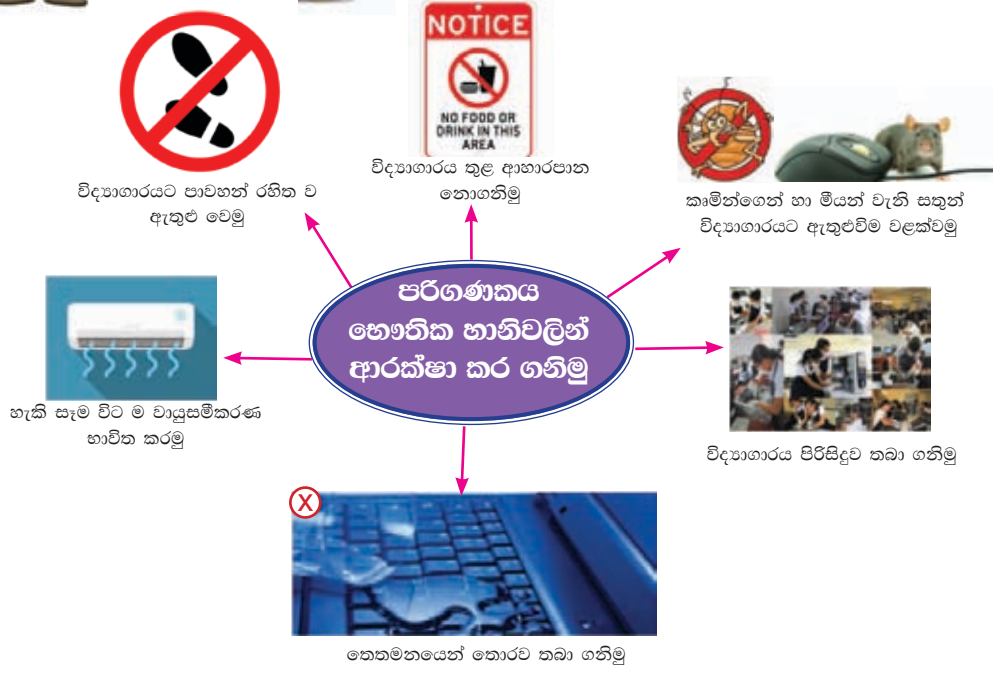 NOTICE
NO FOOD OR
DRINK IN THIS
AREA
විද්‍යාගාරයට පාවහන් රහිත ව
ඇතුළු වෙමු
විද්‍යාගාරය තුළ ආහාරපාන
නොගනිමු
කෘමින්ගෙන් හා මීයන් වැනි සතුන්
විද්‍යාගාරයට ඇතුළුවිම වළක්වමු
පරිගණකය
භෞතික හානිවලින්
ආරක්ෂා කර ගනිමු
හැකි සෑම විට ම වායුසමීකරණ
භාවිත කරමු
විද්‍යාගාරය පිරිසිදුව තබා ගනිමු
X
තෙතමනයෙන් තොරව තබා ගනිමු